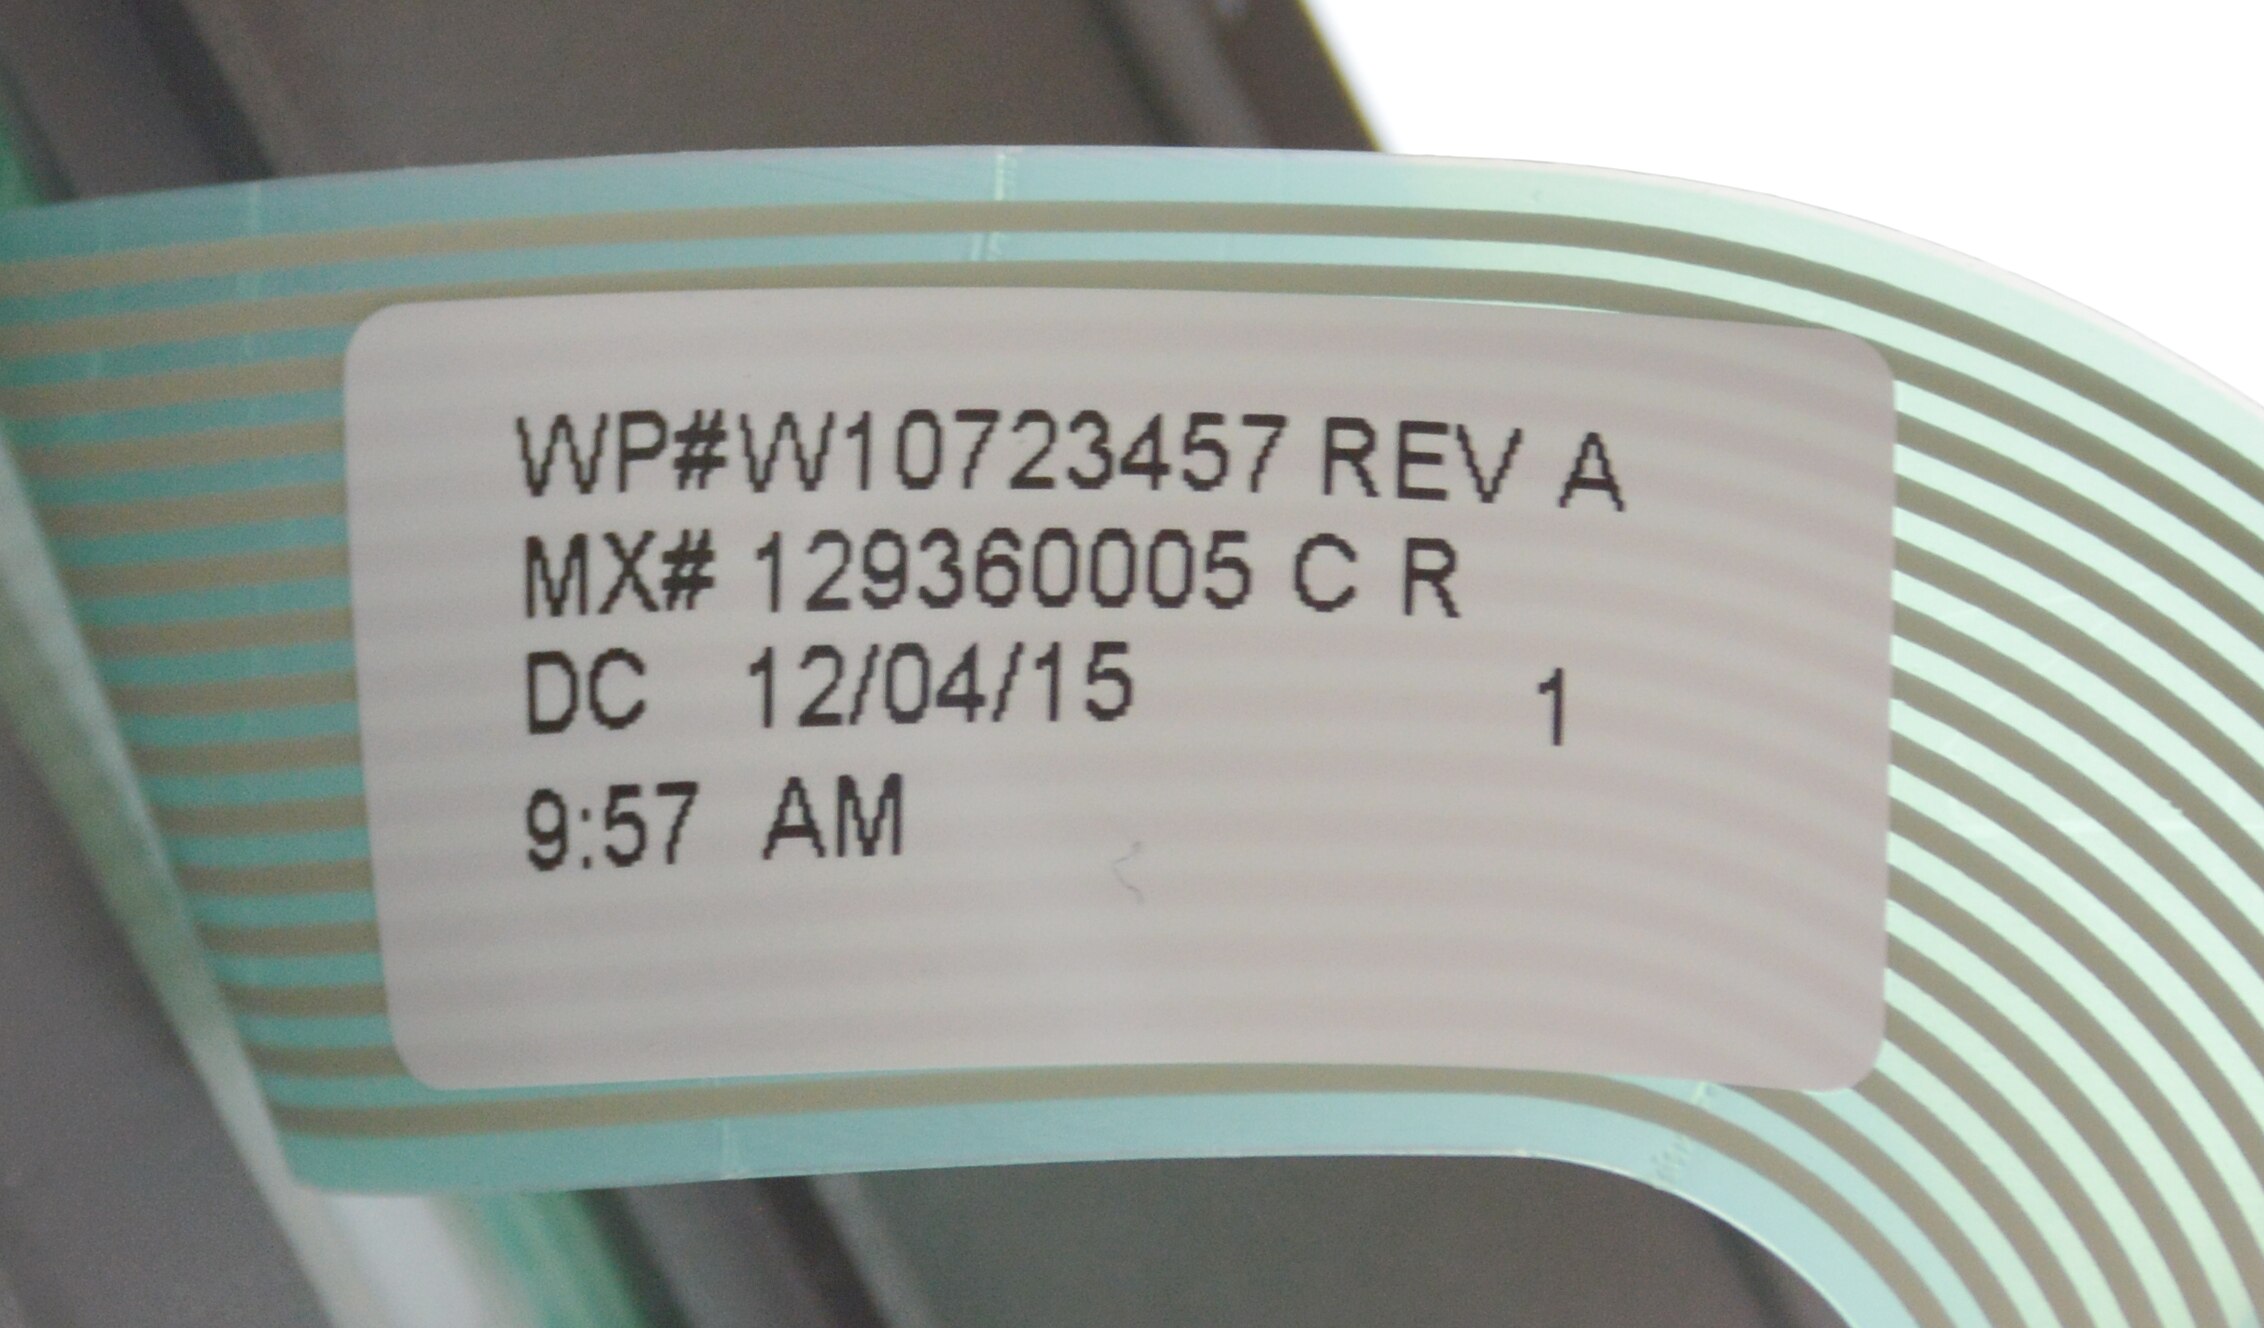 WP#W10723457 REV A
MX# 129360005 C R
DC 12/04/15 1
9:57 AM